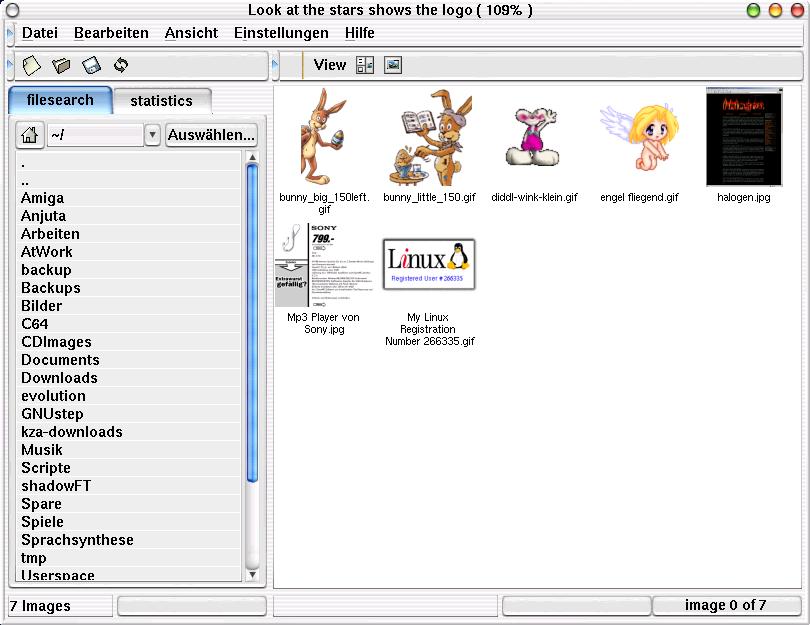 Look at the stars shows the logo ( 109% )
Datei Bearbeiten Ansicht Einstellungen Hilfe
View
filesearch statistics
~/ Auswählen...
.
..
Amiga
Anjuta
Arbeiten
AtWork
backup
Backups
Bilder
C64
CDImages
Documents
Downloads
evolution
GNUstep
kza-downloads
Musik
Scripte
shadowFT
Spare
Spiele
Sprachsynthese
tmp
Userspace
bunny_big_150left.
gif
bunny_little_150.gif
diddl-wink-klein.gif
engel fliegend.gif
halogen.jpg
SONY
799.-
Extrawurst
gefällig?
Mp3 Player von
Sony.jpg
Linux
Registered User #266335
My Linux
Registration
Number 266335.gif
7 Images
image 0 of 7